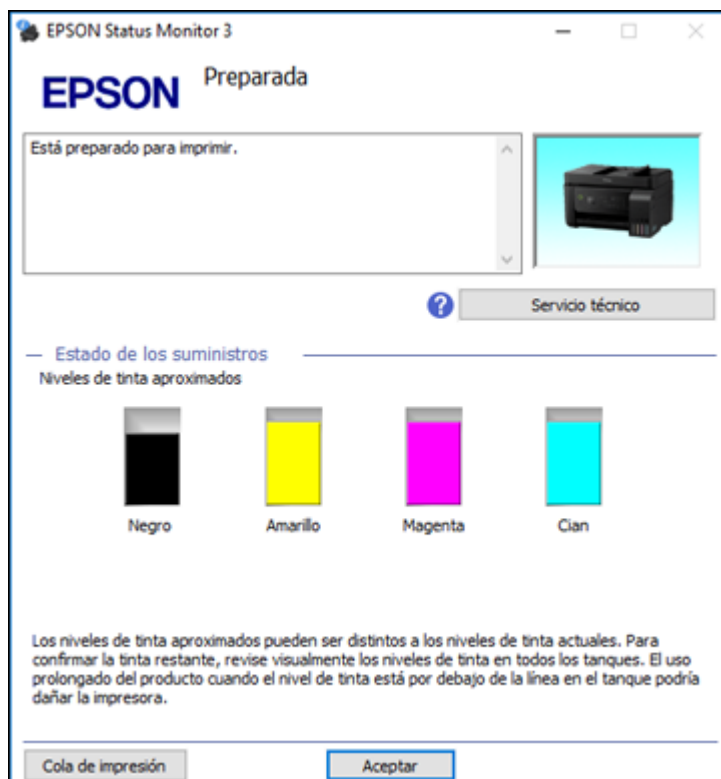 EPSON Status Monitor 3
EPSON
Preparada
Está preparado para imprimir.
Servicio técnico
Estado de los suministros
Niveles de tinta aproximados
Negro
Amarillo
Magenta
Cian
Los niveles de tinta aproximados pueden ser distintos a los niveles de tinta actuales. Para
confirmar la tinta restante, revise visualmente los niveles de tinta en todos los tanques. El uso
prolongado del producto cuando el nivel de tinta está por debajo de la línea en el tanque podría
dañar la impresora.
Cola de impresión
Aceptar